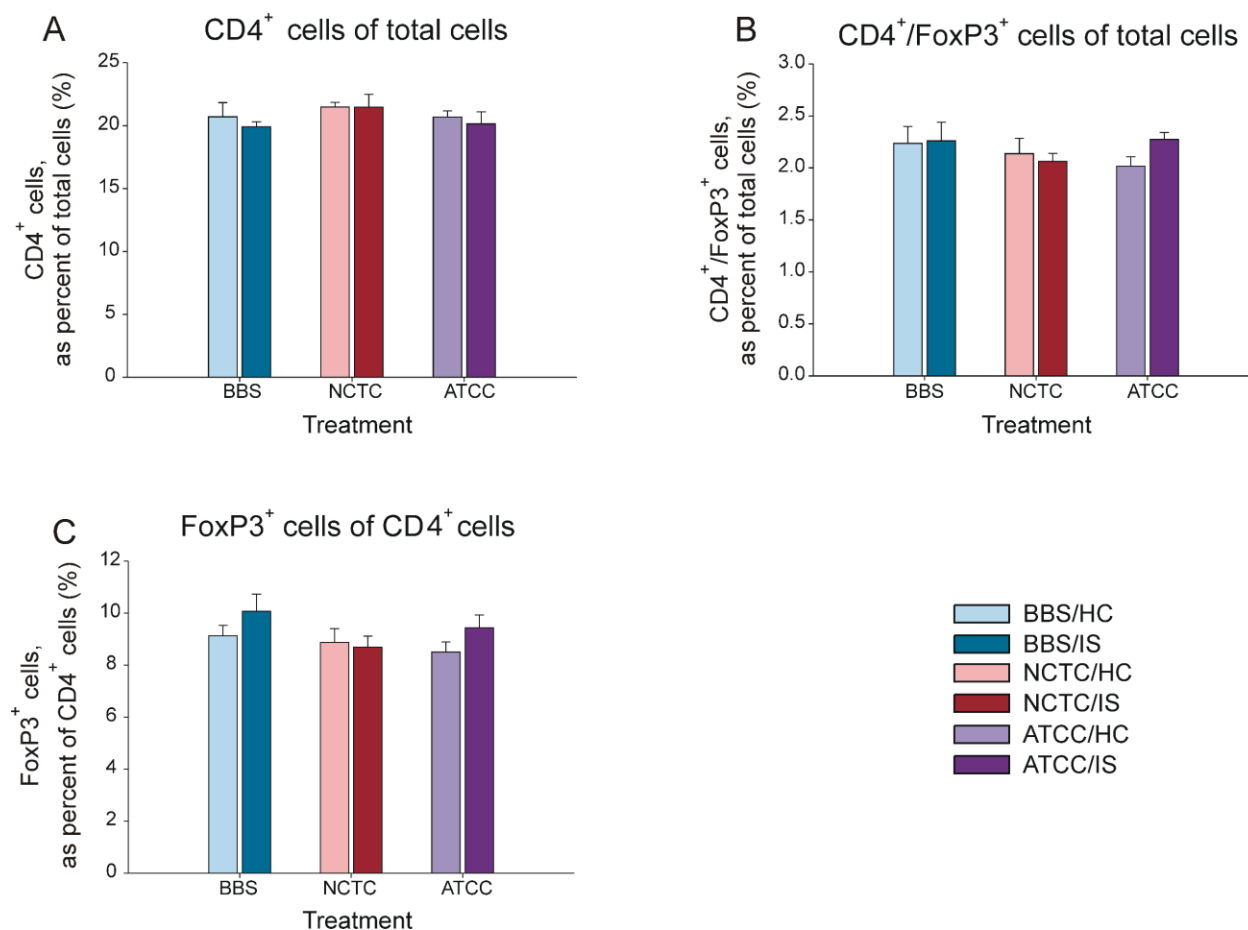 A
CD4⁺ cells of total cells
CD4⁺ cells,
as percent of total cells (%)
25
20
15
10
5
0
BBS NCTC ATCC
Treatment
B
CD4⁺/FoxP3⁺ cells of total cells
CD4⁺/FoxP3⁺ cells,
as percent of total cells (%)
3.0
2.5
2.0
1.5
1.0
0.5
0.0
BBS NCTC ATCC
Treatment
C
FoxP3⁺ cells of CD4⁺ cells
FoxP3⁺ cells,
as percent of CD4⁺ cells (%)
12
10
8
6
4
2
0
BBS NCTC ATCC
Treatment
BBS/HC
BBS/IS
NCTC/HC
NCTC/IS
ATCC/HC
ATCC/IS